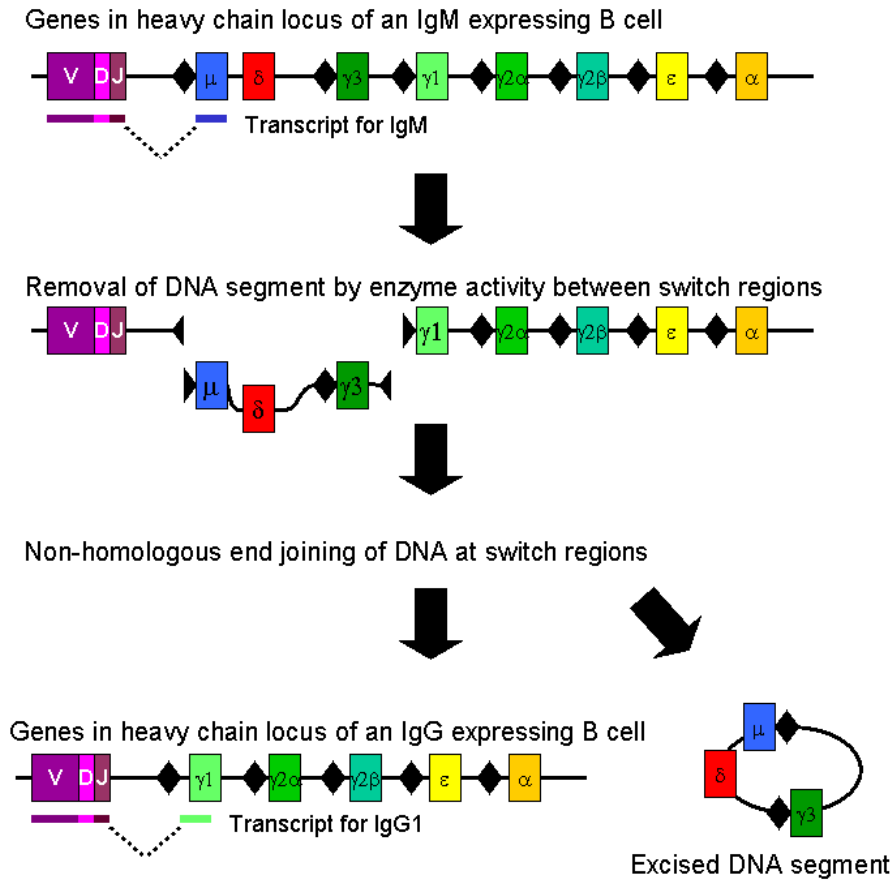 Genes in heavy chain locus of an IgM expressing B cell
V D J μ δ γ3 γ1 γ2α γ2β ε α
Transcript for IgM
Removal of DNA segment by enzyme activity between switch regions
V D J γ1 γ2α γ2β ε α
μ δ γ3
Non-homologous end joining of DNA at switch regions
Genes in heavy chain locus of an IgG expressing B cell
V D J γ1 γ2α γ2β ε α
Transcript for IgG1
μ
δ
γ3
Excised DNA segment